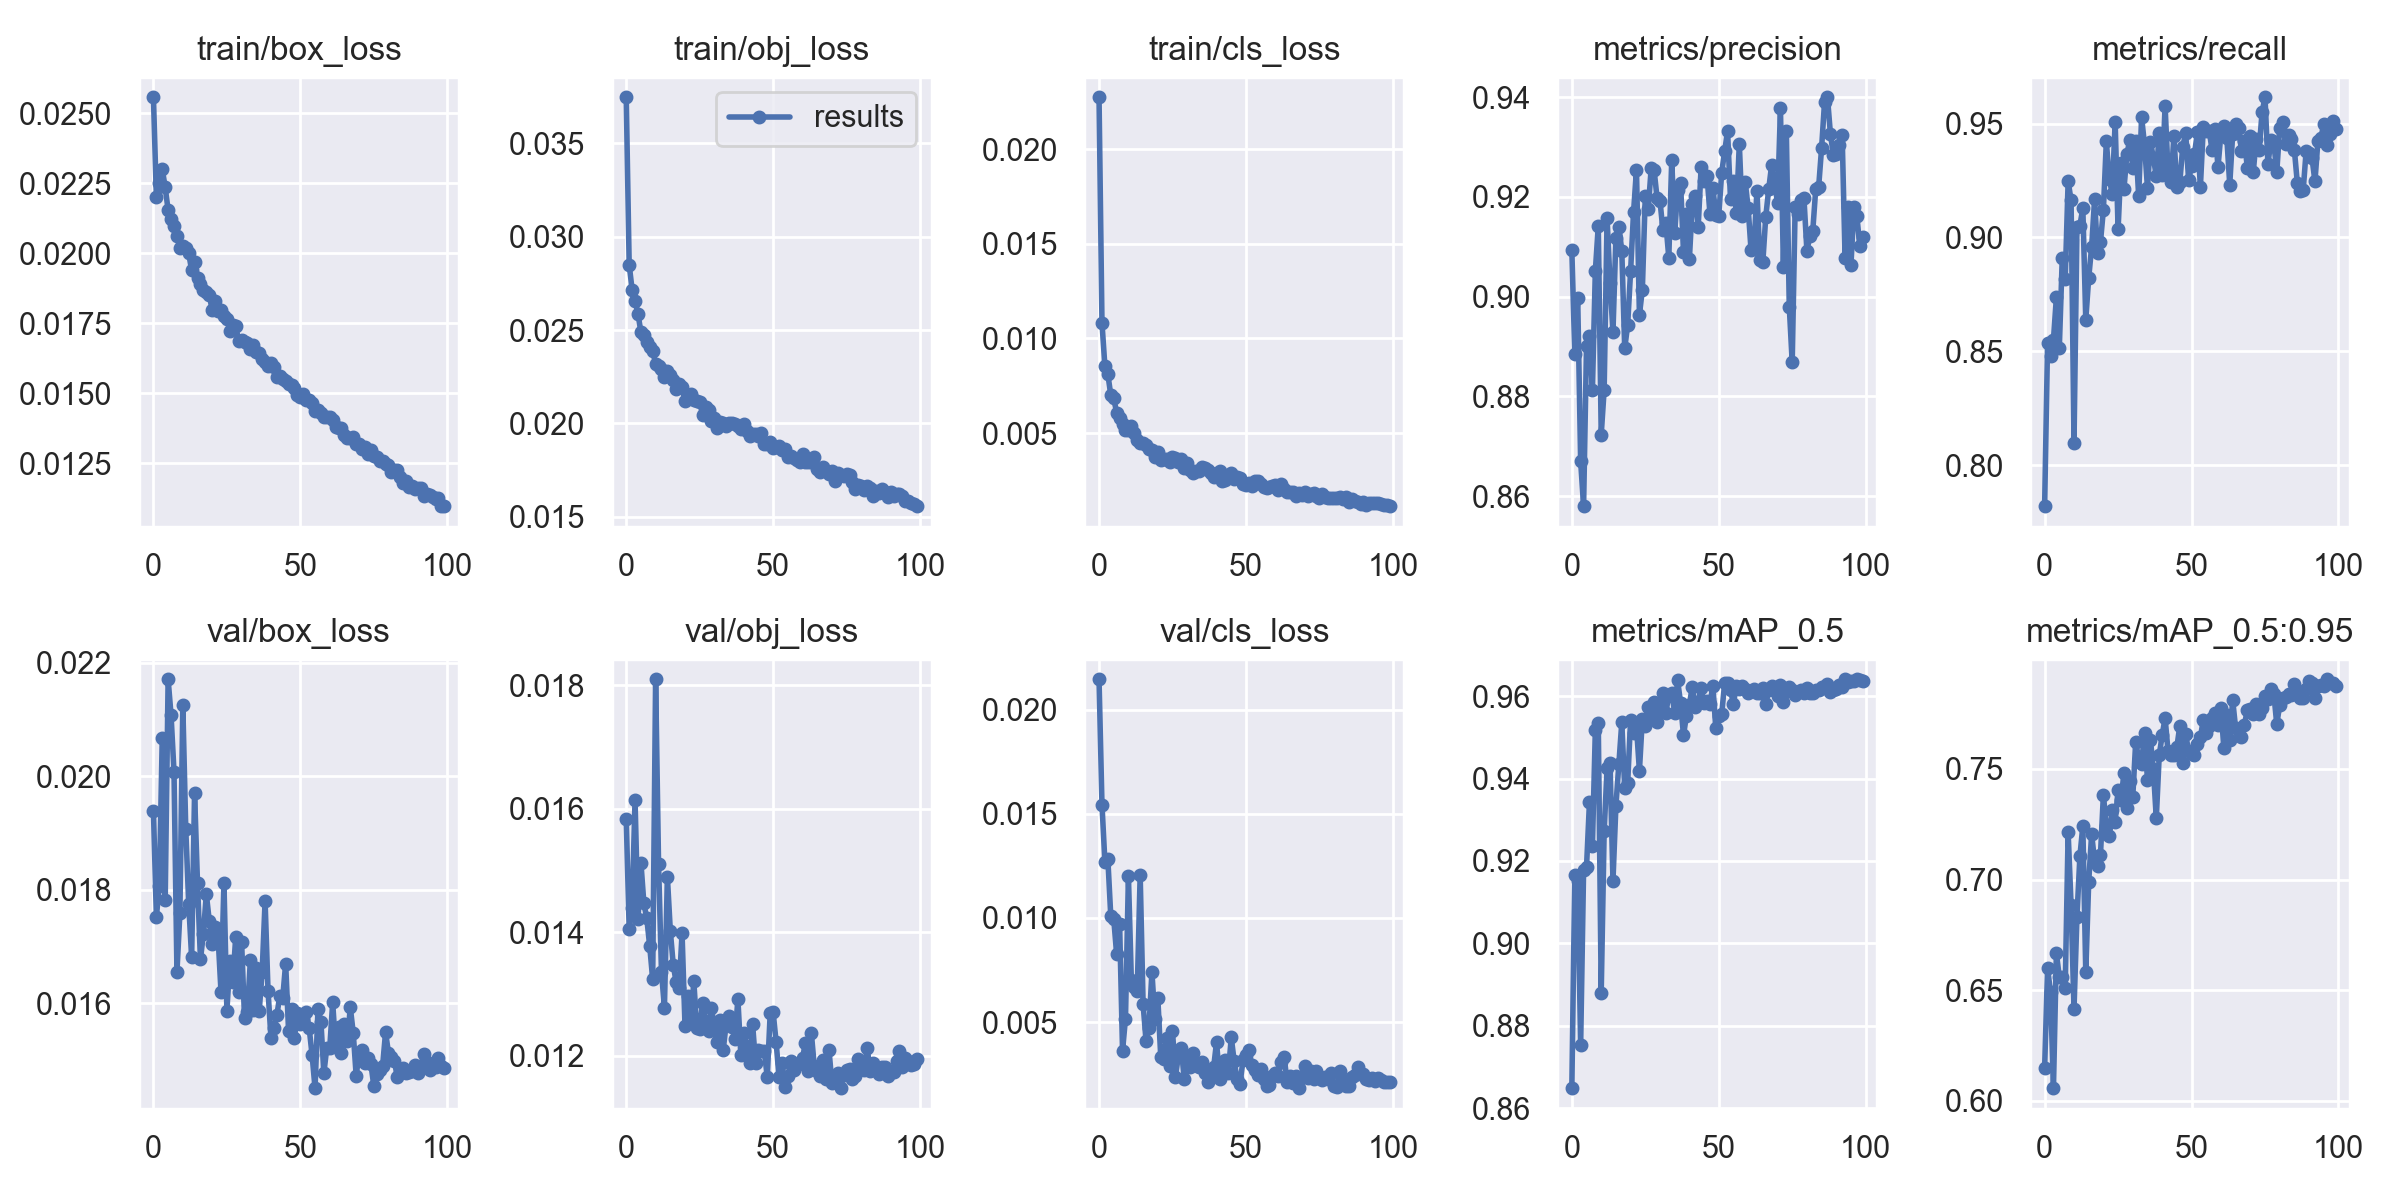 train/box_loss
0.0250
0.0225
0.0200
0.0175
0.0150
0.0125
0 50 100
train/obj_loss
results
0.035
0.030
0.025
0.020
0.015
0 50 100
train/cls_loss
0.020
0.015
0.010
0.005
0 50 100
metrics/precision
0.94
0.92
0.90
0.88
0.86
0 50 100
metrics/recall
0.95
0.90
0.85
0.80
0 50 100
val/box_loss
0.022
0.020
0.018
0.016
0 50 100
val/obj_loss
0.018
0.016
0.014
0.012
0 50 100
val/cls_loss
0.020
0.015
0.010
0.005
0 50 100
metrics/mAP_0.5
0.96
0.94
0.92
0.90
0.88
0.86
0 50 100
metrics/mAP_0.5:0.95
0.75
0.70
0.65
0.60
0 50 100